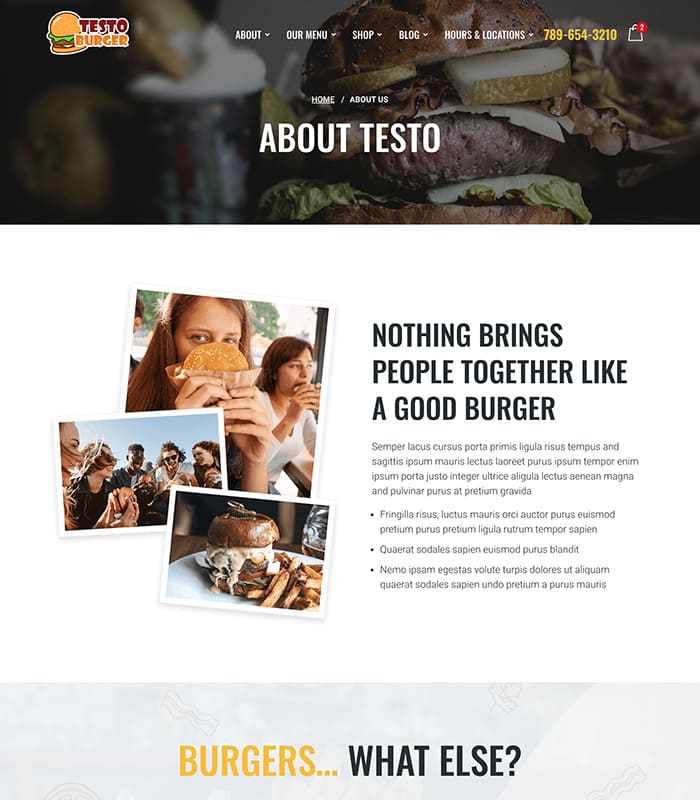 TESTO
BURGER
ABOUT
OUR MENU
SHOP
BLOG
HOURS & LOCATIONS
789-654-3210
2
HOME / ABOUT US
ABOUT TESTO
NOTHING BRINGS
PEOPLE TOGETHER LIKE
A GOOD BURGER
Semper lacus cursus porta primis ligula risus tempus and
sagittis ipsum mauris lectus laoreet purus ipsum tempor enim
ipsum porta justo integer ultrice aligula lectus aenean magna
and pulvinar purus at pretium gravida
• Fringilla risus, luctus mauris orci auctor purus euismod
pretium purus pretium ligula rutrum tempor sapien
• Quaerat sodales sapien euismod purus blandit
• Nemo ipsam egestas volute turpis dolores ut aliquam
quaerat sodales sapien undo pretium a purus mauris
BURGERS... WHAT ELSE?